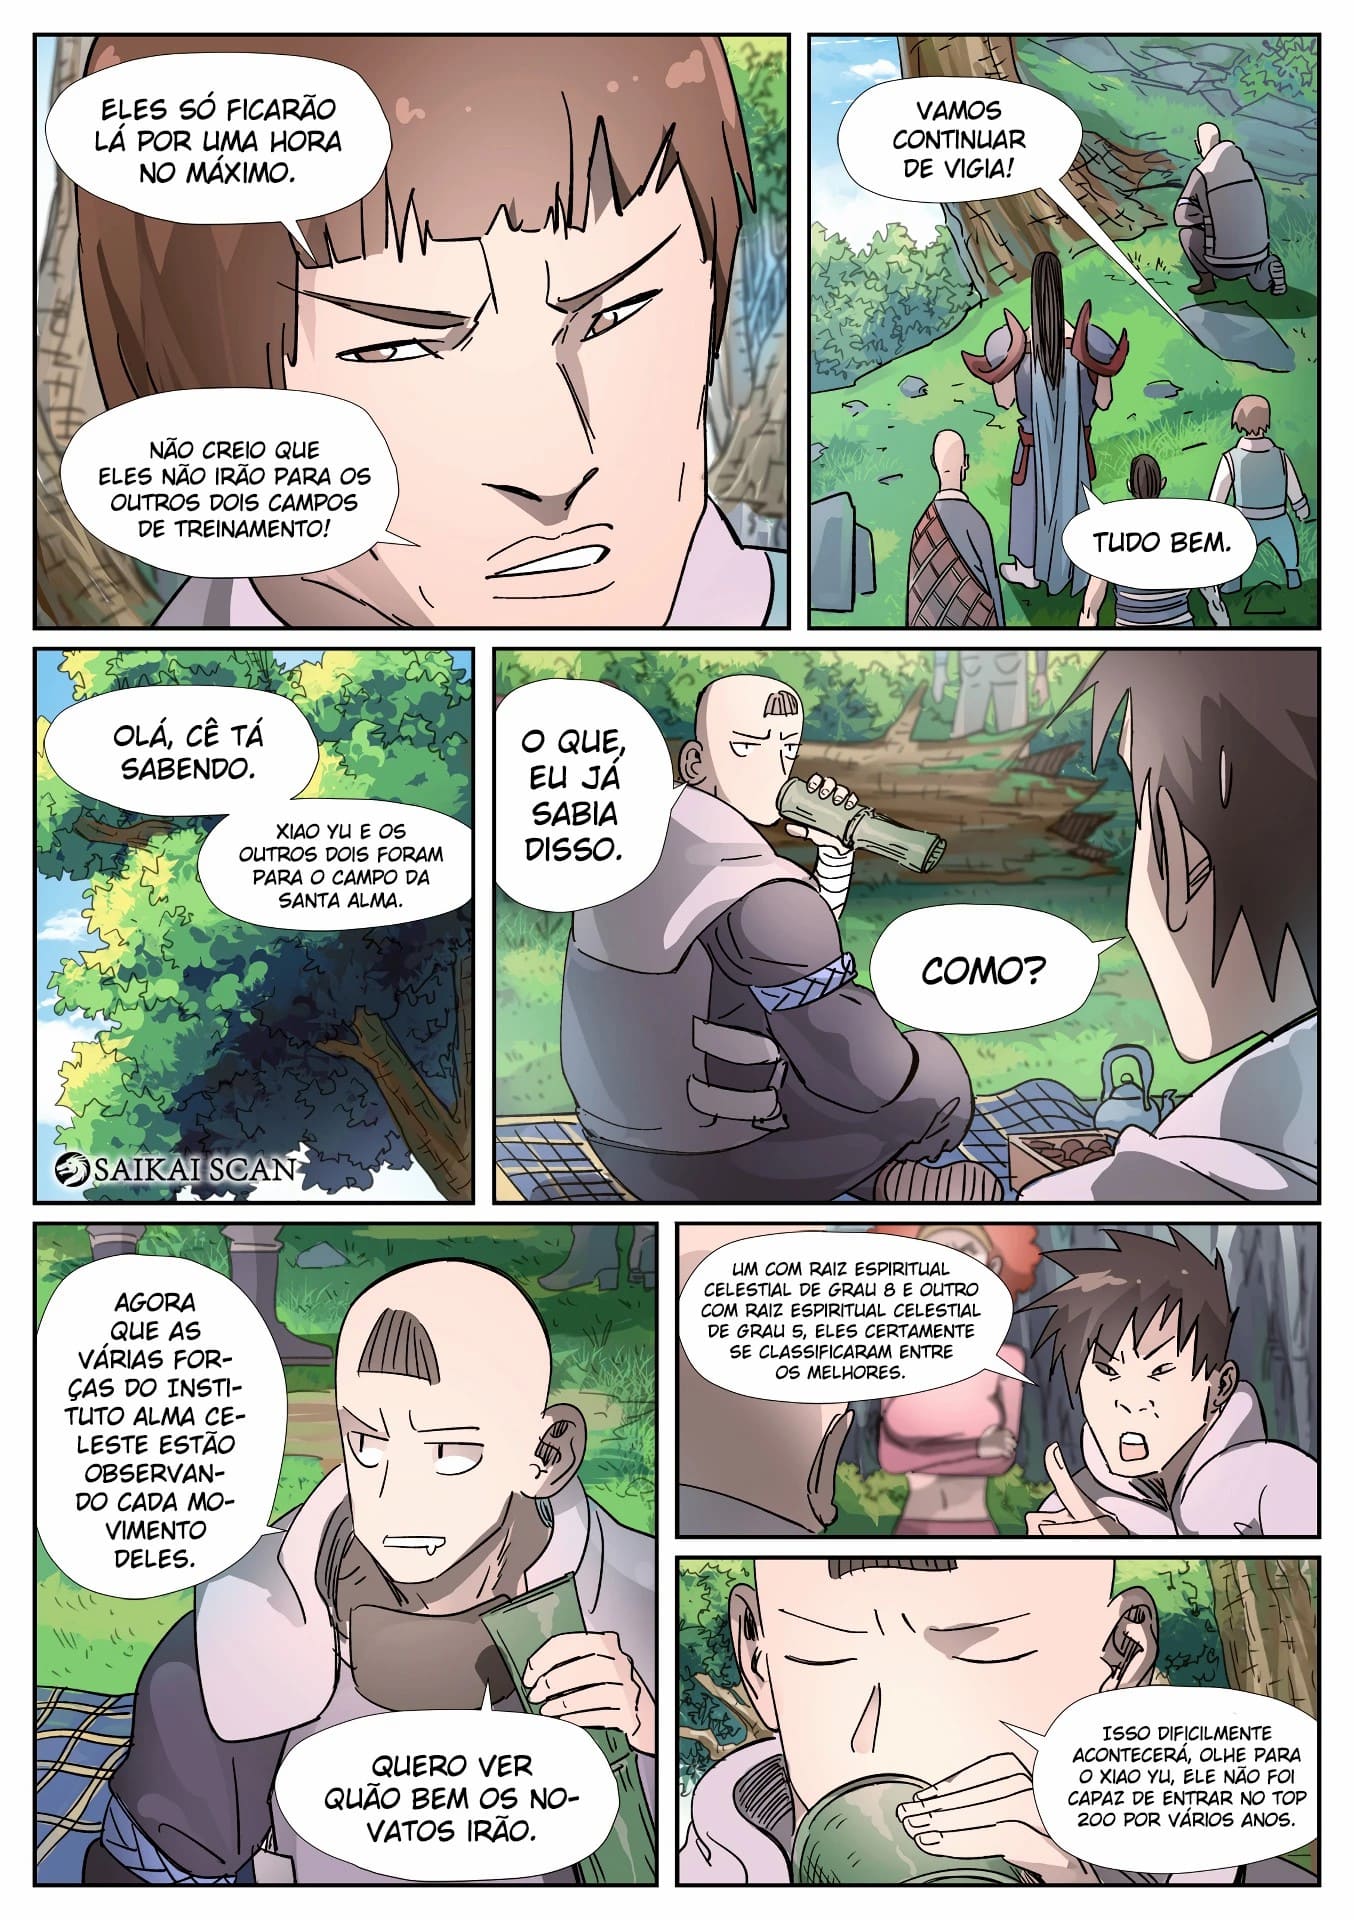 ELES SÓ FICARÃO
LÁ POR UMA HORA
NO MÁXIMO.
NÃO CREIO QUE
ELES NÃO IRÃO PARA OS
OUTROS DOIS CAMPOS
DE TREINAMENTO!
VAMOS
CONTINUAR
DE VIGIA!
TUDO BEM.
OLÁ, CÊ TÁ
SABENDO.
XIAO YU E OS
OUTROS DOIS FORAM
PARA O CAMPO DA
SANTA ALMA.
SAIKAI SCAN
O QUE,
EU JÁ
SABIA
DISSO.
COMO?
AGORA
QUE AS
VÁRIAS FOR-
ÇAS DO INSTI-
TUTO ALMA CE-
LESTE ESTÃO
OBSERVAN-
DO CADA MO-
VIMENTO
DELES.
QUERO VER
QUÃO BEM OS NO-
VATOS IRÃO.
UM COM RAIZ ESPIRITUAL
CELESTIAL DE GRAU 8 E OUTRO
COM RAIZ ESPIRITUAL CELESTIAL
DE GRAU 5, ELES CERTAMENTE
SE CLASSIFICARAM ENTRE
OS MELHORES.
ISSO DIFICILMENTE
ACONTECERÁ, OLHE PARA
O XIAO YU, ELE NÃO FOI
CAPAZ DE ENTRAR NO TOP
200 POR VÁRIOS ANOS.